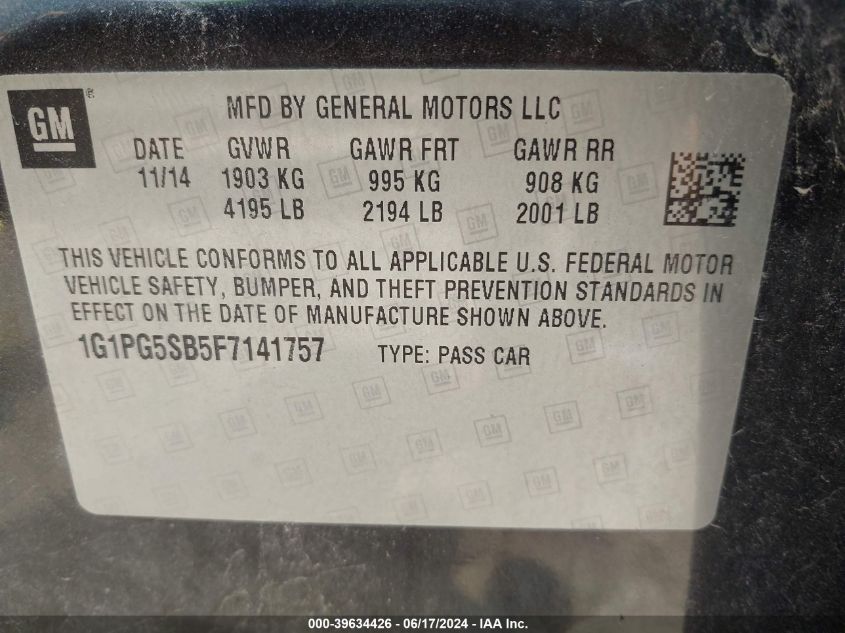 GM ®
MFD BY GENERAL MOTORS LLC
DATE GVWR GAWR FRT GAWR RR
11/14 1903 KG 995 KG 908 KG
4195 LB 2194 LB 2001 LB
THIS VEHICLE CONFORMS TO ALL APPLICABLE U.S. FEDERAL MOTOR
VEHICLE SAFETY, BUMPER, AND THEFT PREVENTION STANDARDS IN
EFFECT ON THE DATE OF MANUFACTURE SHOWN ABOVE.
1G1PG5SB5F7141757 TYPE: PASS CAR
000-39634426 - 06/17/2024 - IAA Inc.